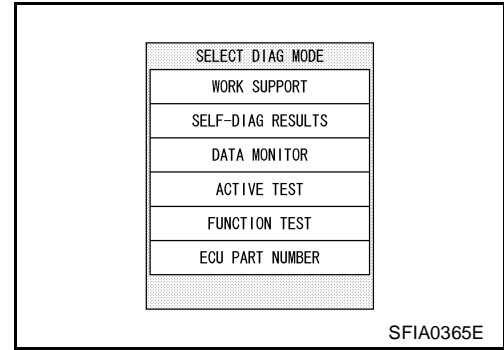 SELECT DIAG MODE
WORK SUPPORT
SELF-DIAG RESULTS
DATA MONITOR
ACTIVE TEST
FUNCTION TEST
ECU PART NUMBER
SFIA0365E